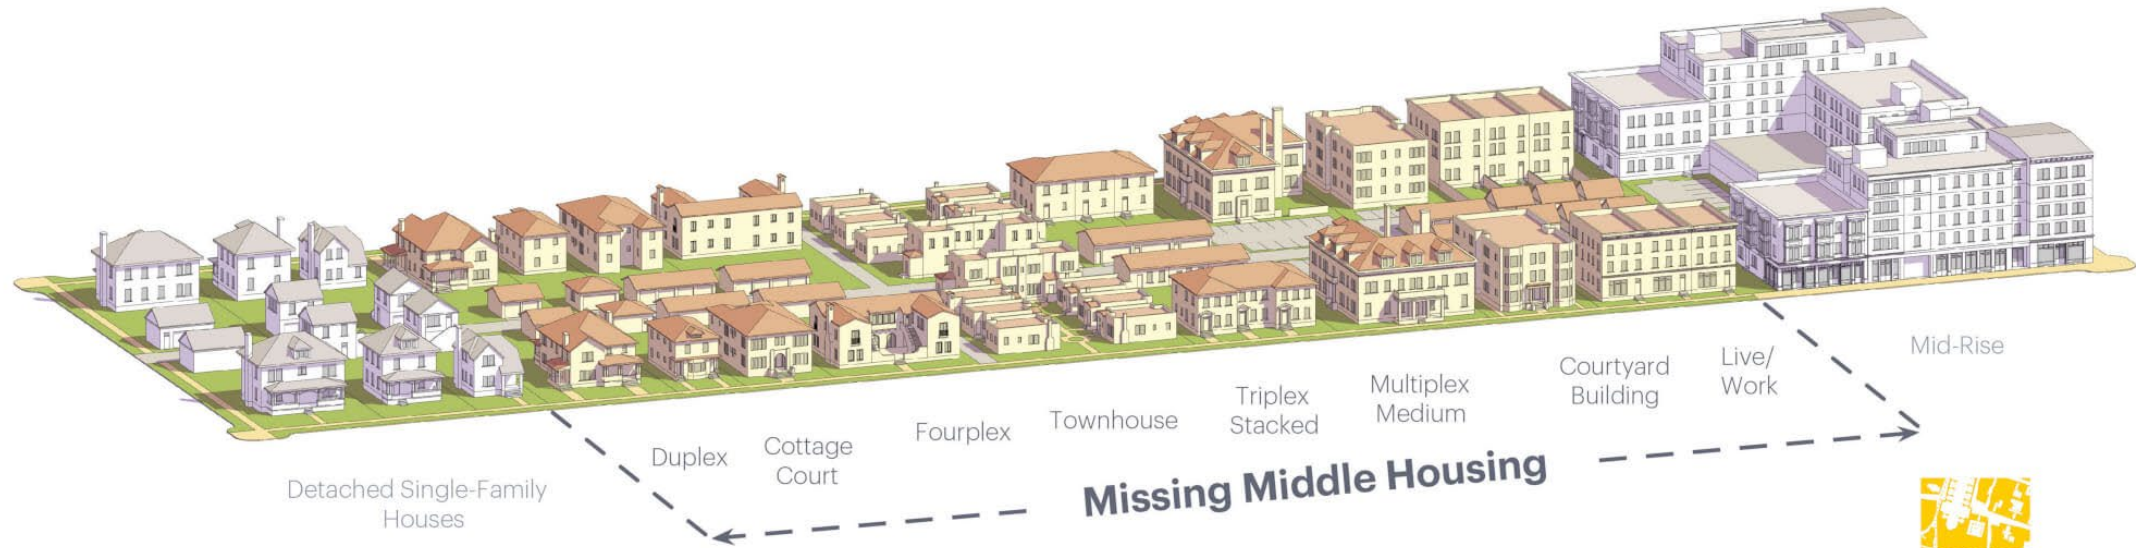 Detached Single-Family
Houses
Duplex
Cottage
Court
Fourplex
Townhouse
Triplex
Stacked
Multiplex
Medium
Courtyard
Building
Live/
Work
Mid-Rise
Missing Middle Housing